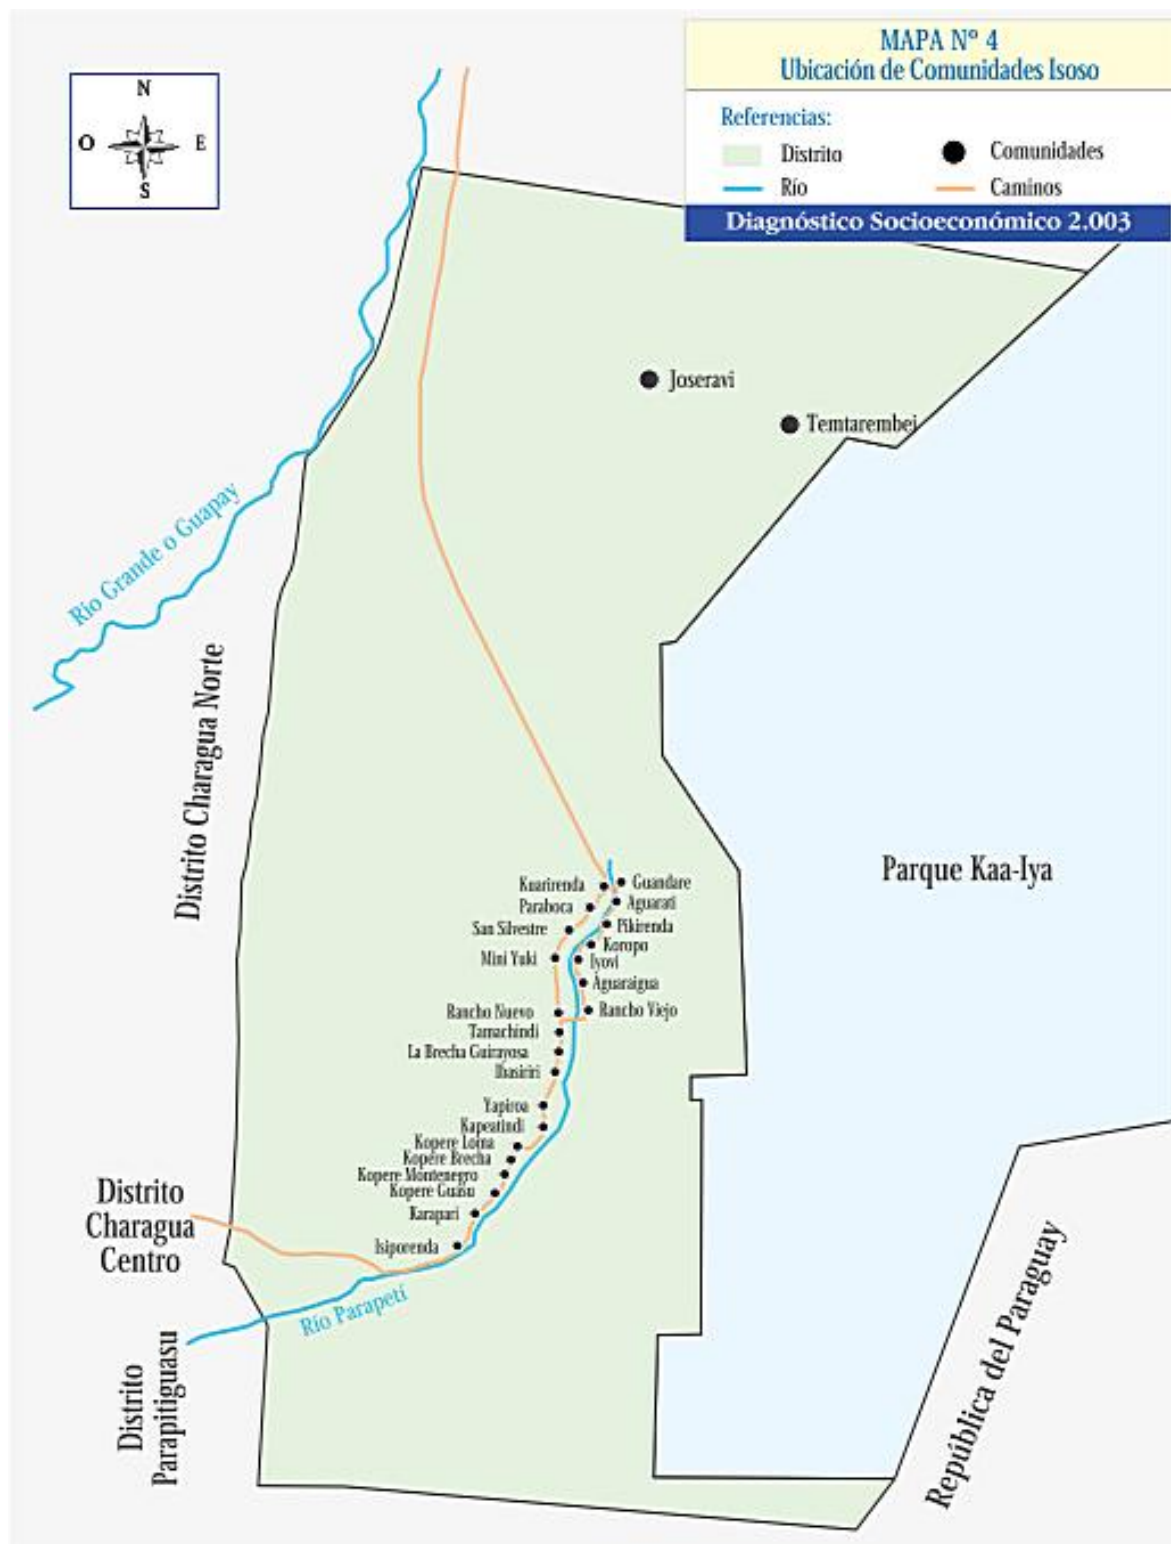 MAPA N° 4
Ubicación de Comunidades Isoso
Referencias:
Distrito
Comunidades
Río
Caminos
Diagnóstico Socioeconómico 2.003
N
O
E
S
Joseravi
Temtarembei
Río Grande o Guapay
Distrito Charagua Norte
Parque Kaa-Iya
Kuarirenda
Guandare
Paraboca
Aguarati
San Silvestre
Pikirenda
Koropo
Mini Yuki
Iyovi
Aguaraigua
Rancho Nuevo
Rancho Viejo
Tamachindi
La Brecha Guirayosa
Ibasiriri
Yapiroa
Kapeatindi
Kopere Loma
Kopere Brecha
Kopere Montenegro
Kopere Guasu
Karapari
Isiporenda
Distrito
Charagua
Centro
Río Parapetí
Distrito
Parapitiguasu
República del Paraguay